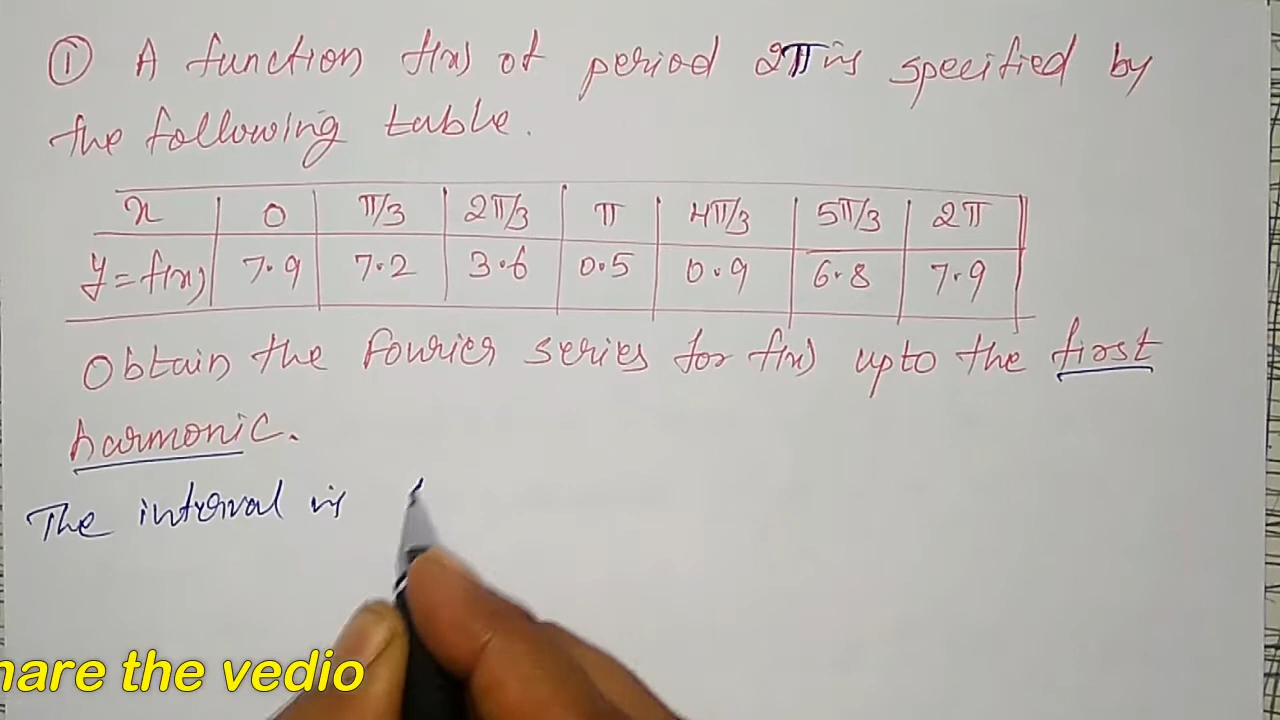 ① A function f(x) of period 2π is specified by
the following table.
x 0 π/3 2π/3 π 4π/3 5π/3 2π
y=f(x) 7.9 7.2 3.6 0.5 0.9 6.8 7.9
Obtain the Fourier series for f(x) upto the first
harmonic.
The interval is
hare the vedio